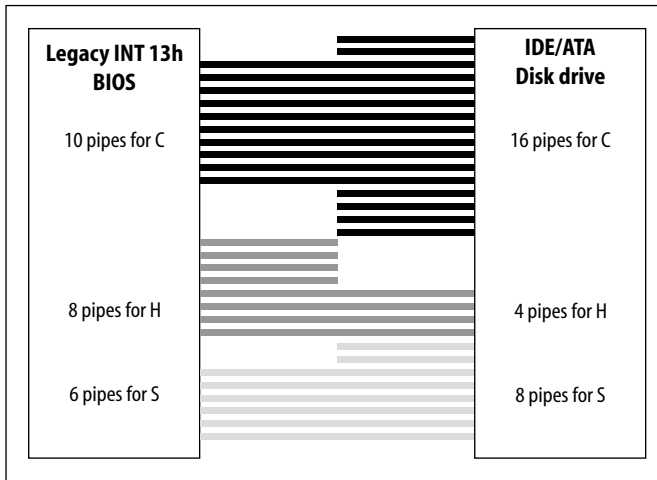 Legacy INT 13h
BIOS
10 pipes for C
8 pipes for H
6 pipes for S
IDE/ATA
Disk drive
16 pipes for C
4 pipes for H
8 pipes for S